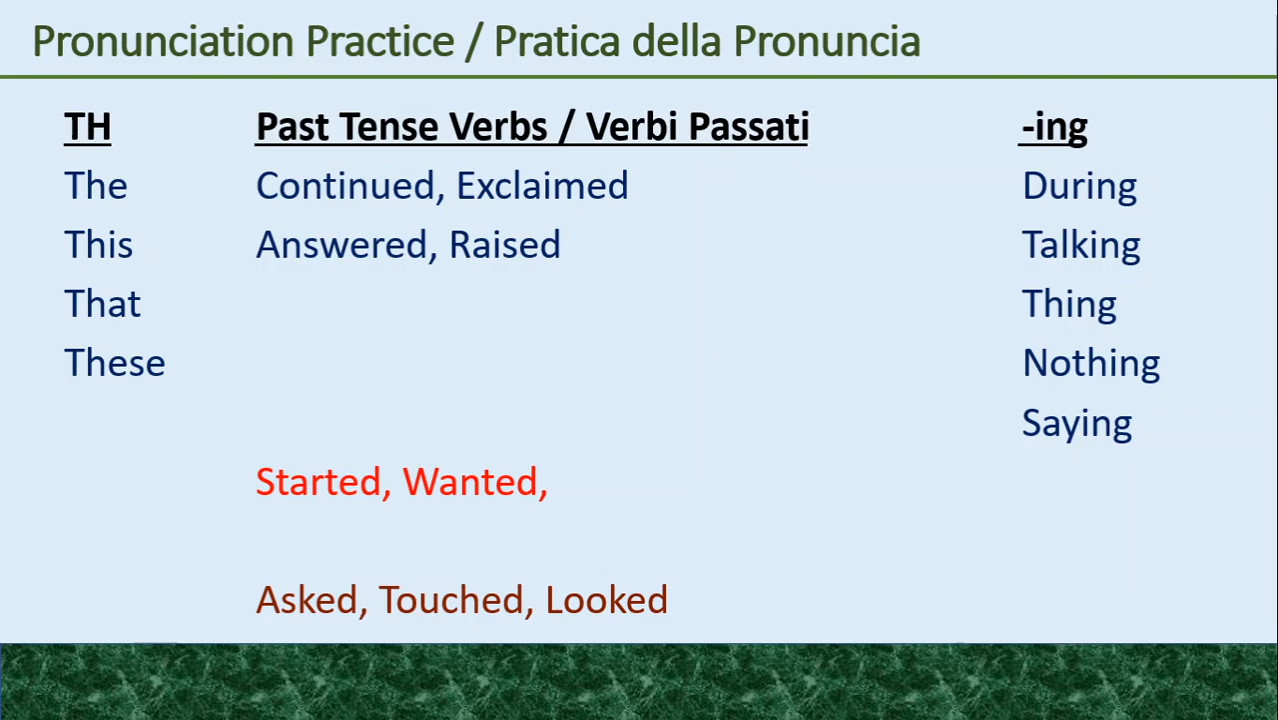 Pronunciation Practice / Pratica della Pronuncia
TH
The
This
That
These
Past Tense Verbs / Verbi Passati
Continued, Exclaimed
Answered, Raised
Started, Wanted,
Asked, Touched, Looked
-ing
During
Talking
Thing
Nothing
Saying